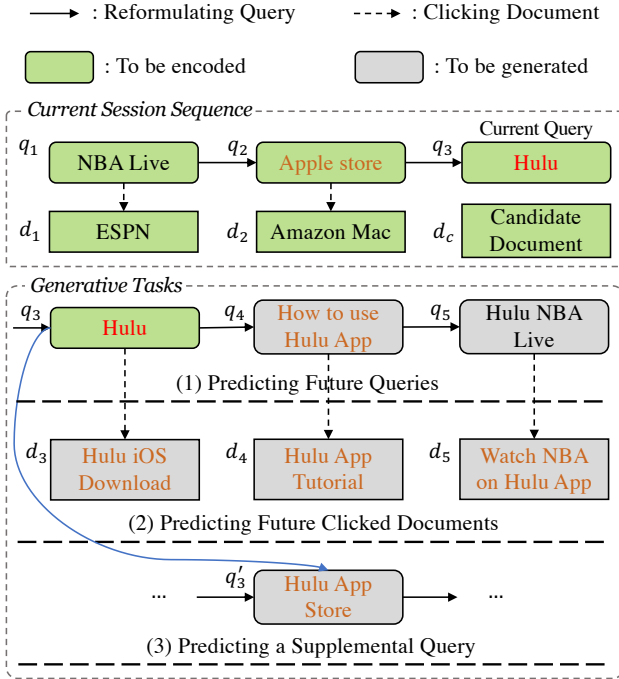 : Reformulating Query
: Clicking Document
: To be encoded
: To be generated
Current Session Sequence
Current Query
q1
NBA Live
q2
Apple store
q3
Hulu
d1
ESPN
d2
Amazon Mac
dc
Candidate
Document
Generative Tasks
q3
Hulu
q4
How to use
Hulu App
q5
Hulu NBA
Live
(1) Predicting Future Queries
d3
Hulu iOS
Download
d4
Hulu App
Tutorial
d5
Watch NBA
on Hulu App
(2) Predicting Future Clicked Documents
...
q3′
Hulu App
Store
...
(3) Predicting a Supplemental Query